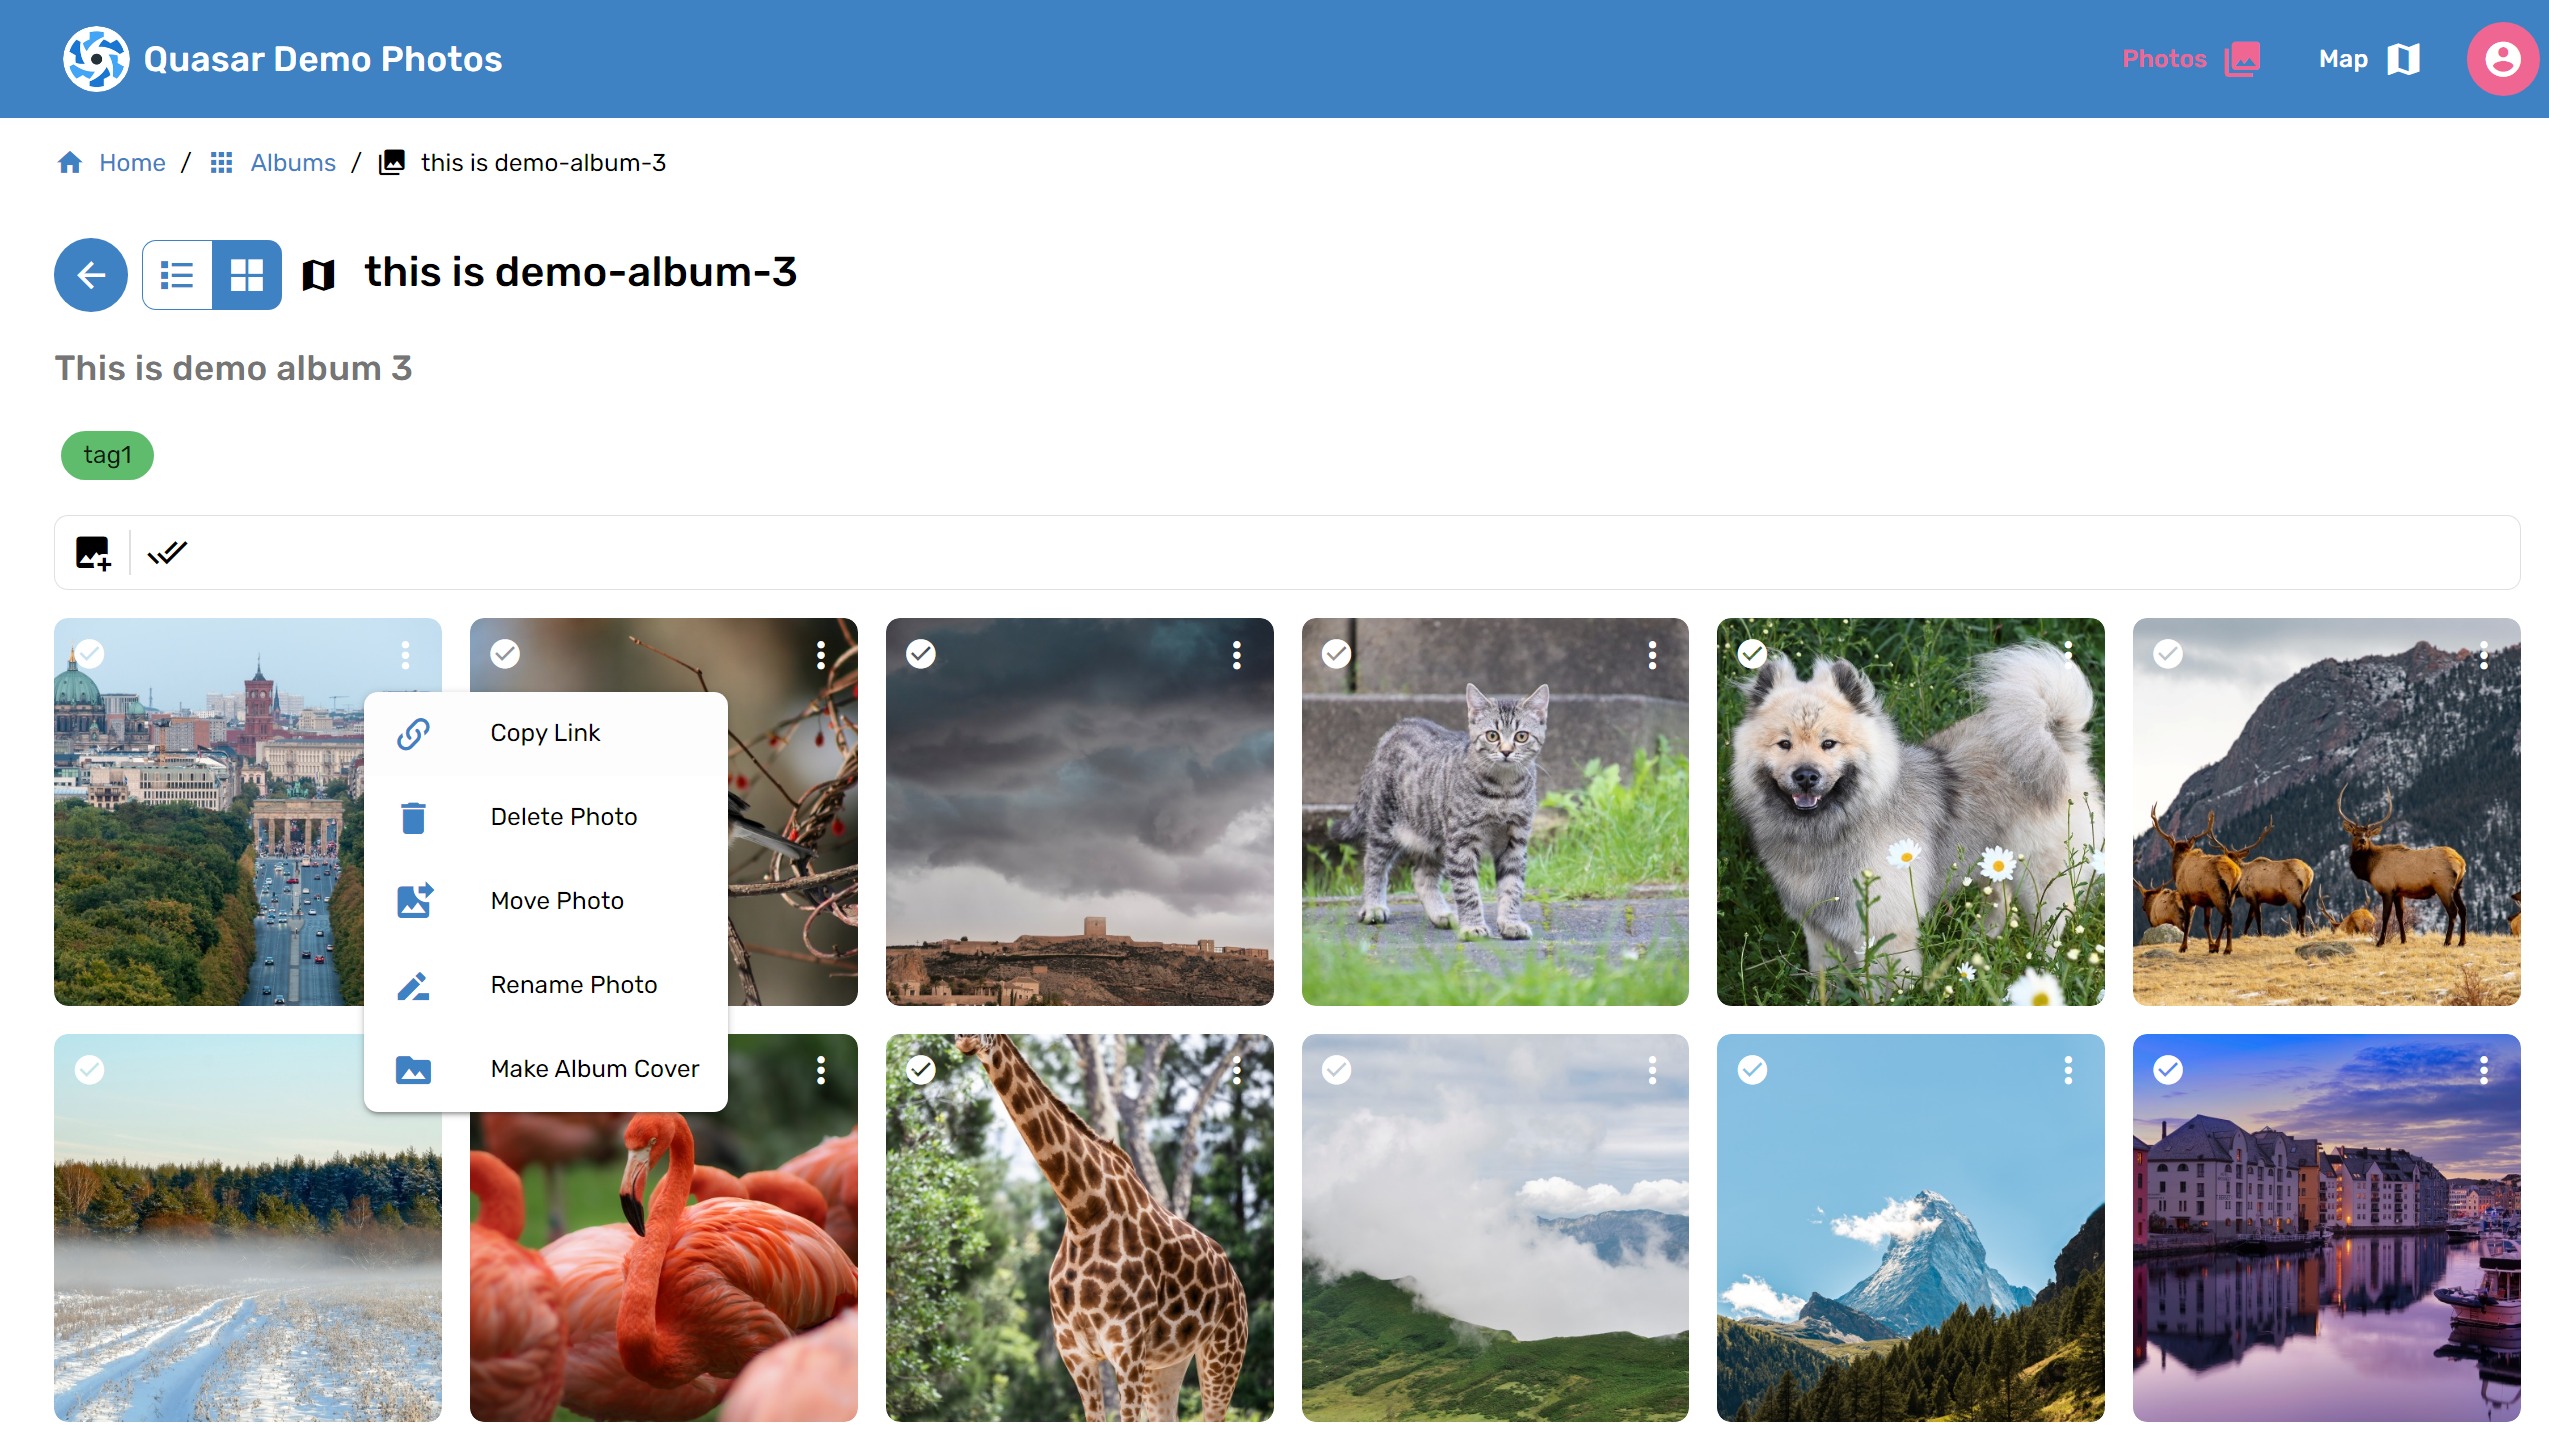 Quasar Demo Photos
Photos
Map
Home / Albums / this is demo-album-3
this is demo-album-3
This is demo album 3
tag1
Copy Link
Delete Photo
Move Photo
Rename Photo
Make Album Cover